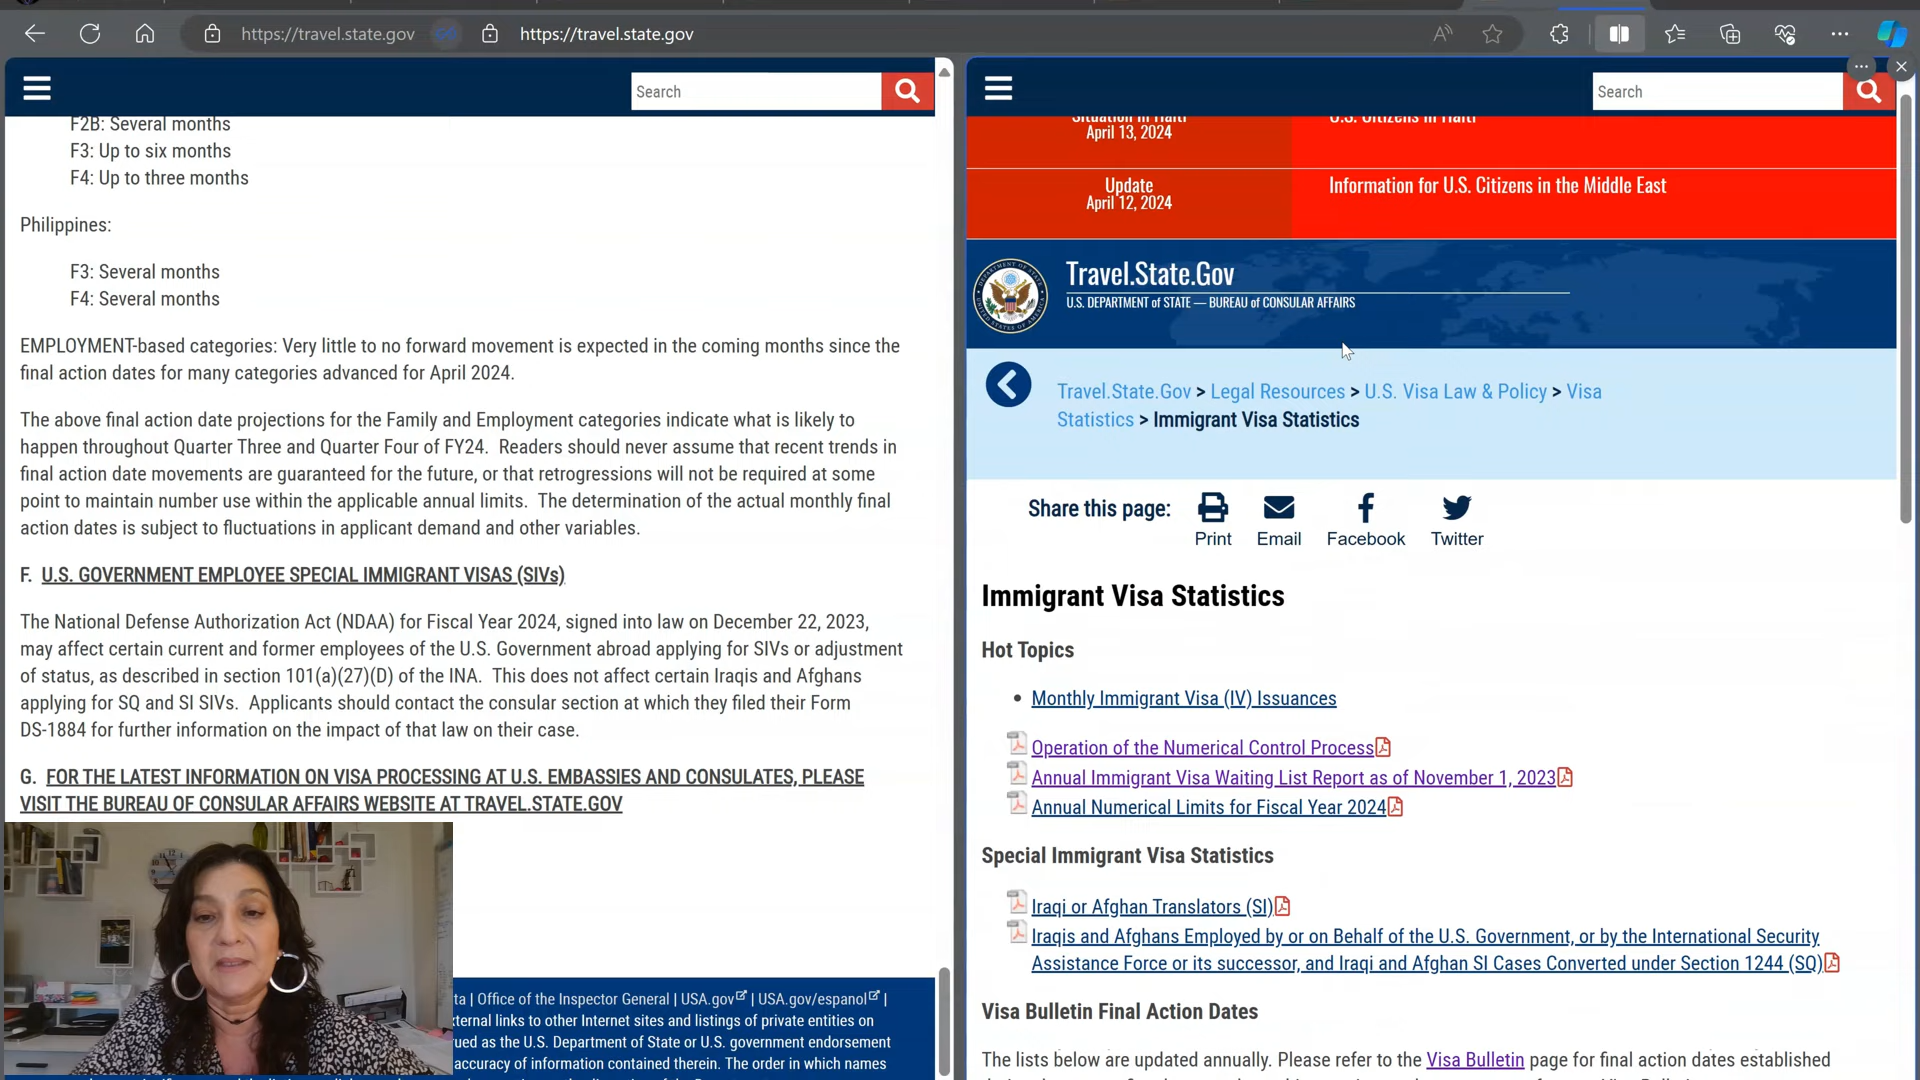 https://travel.state.gov
https://travel.state.gov
Search
F2B: Several months
F3: Up to six months
F4: Up to three months
Philippines:
F3: Several months
F4: Several months
EMPLOYMENT-based categories: Very little to no forward movement is expected in the coming months since the
final action dates for many categories advanced for April 2024.
The above final action date projections for the Family and Employment categories indicate what is likely to
happen throughout Quarter Three and Quarter Four of FY24. Readers should never assume that recent trends in
final action date movements are guaranteed for the future, or that retrogressions will not be required at some
point to maintain number use within the applicable annual limits. The determination of the actual monthly final
action dates is subject to fluctuations in applicant demand and other variables.
F. U.S. GOVERNMENT EMPLOYEE SPECIAL IMMIGRANT VISAS (SIVs)
The National Defense Authorization Act (NDAA) for Fiscal Year 2024, signed into law on December 22, 2023,
may affect certain current and former employees of the U.S. Government abroad applying for SIVs or adjustment
of status, as described in section 101(a)(27)(D) of the INA. This does not affect certain Iraqis and Afghans
applying for SQ and SI SIVs. Applicants should contact the consular section at which they filed their Form
DS-1884 for further information on the impact of that law on their case.
G. FOR THE LATEST INFORMATION ON VISA PROCESSING AT U.S. EMBASSIES AND CONSULATES, PLEASE
VISIT THE BUREAU OF CONSULAR AFFAIRS WEBSITE AT TRAVEL.STATE.GOV
ta | Office of the Inspector General | USA.gov | USA.gov/espanol |
xternal links to other Internet sites and listings of private entities on
ued as the U.S. Department of State or U.S. government endorsement
accuracy of information contained therein. The order in which names
Search
Situation in Haiti
April 13, 2024
U.S. Citizens in Haiti
Update
April 12, 2024
Information for U.S. Citizens in the Middle East
Travel.State.Gov
U.S. DEPARTMENT of STATE — BUREAU of CONSULAR AFFAIRS
Travel.State.Gov > Legal Resources > U.S. Visa Law & Policy > Visa
Statistics > Immigrant Visa Statistics
Share this page:
Print Email Facebook Twitter
Immigrant Visa Statistics
Hot Topics
Monthly Immigrant Visa (IV) Issuances
Operation of the Numerical Control Process
Annual Immigrant Visa Waiting List Report as of November 1, 2023
Annual Numerical Limits for Fiscal Year 2024
Special Immigrant Visa Statistics
Iraqi or Afghan Translators (SI)
Iraqis and Afghans Employed by or on Behalf of the U.S. Government, or by the International Security
Assistance Force or its successor, and Iraqi and Afghan SI Cases Converted under Section 1244 (SQ)
Visa Bulletin Final Action Dates
The lists below are updated annually. Please refer to the Visa Bulletin page for final action dates established